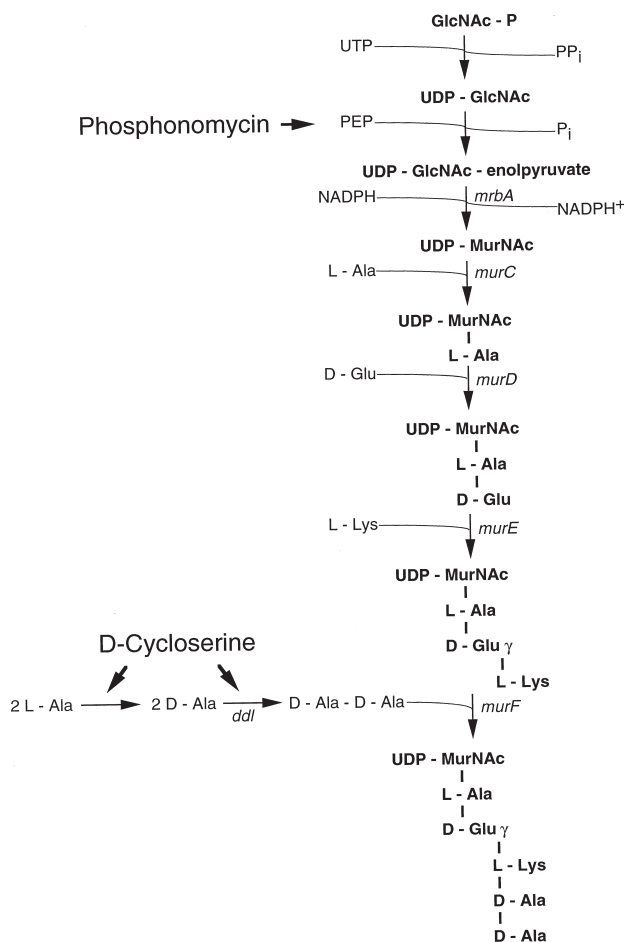 GlcNAc - P
UTP
PPi
UDP - GlcNAc
Phosphonomycin
PEP
Pi
UDP - GlcNAc - enolpyruvate
NADPH
mrbA
NADPH+
UDP - MurNAc
L - Ala
murC
UDP - MurNAc
L - Ala
D - Glu
murD
UDP - MurNAc
L - Ala
D - Glu
L - Lys
murE
UDP - MurNAc
L - Ala
D - Glu γ
L - Lys
D-Cycloserine
2 L - Ala
2 D - Ala
ddl
D - Ala - D - Ala
murF
UDP - MurNAc
L - Ala
D - Glu γ
L - Lys
D - Ala
D - Ala